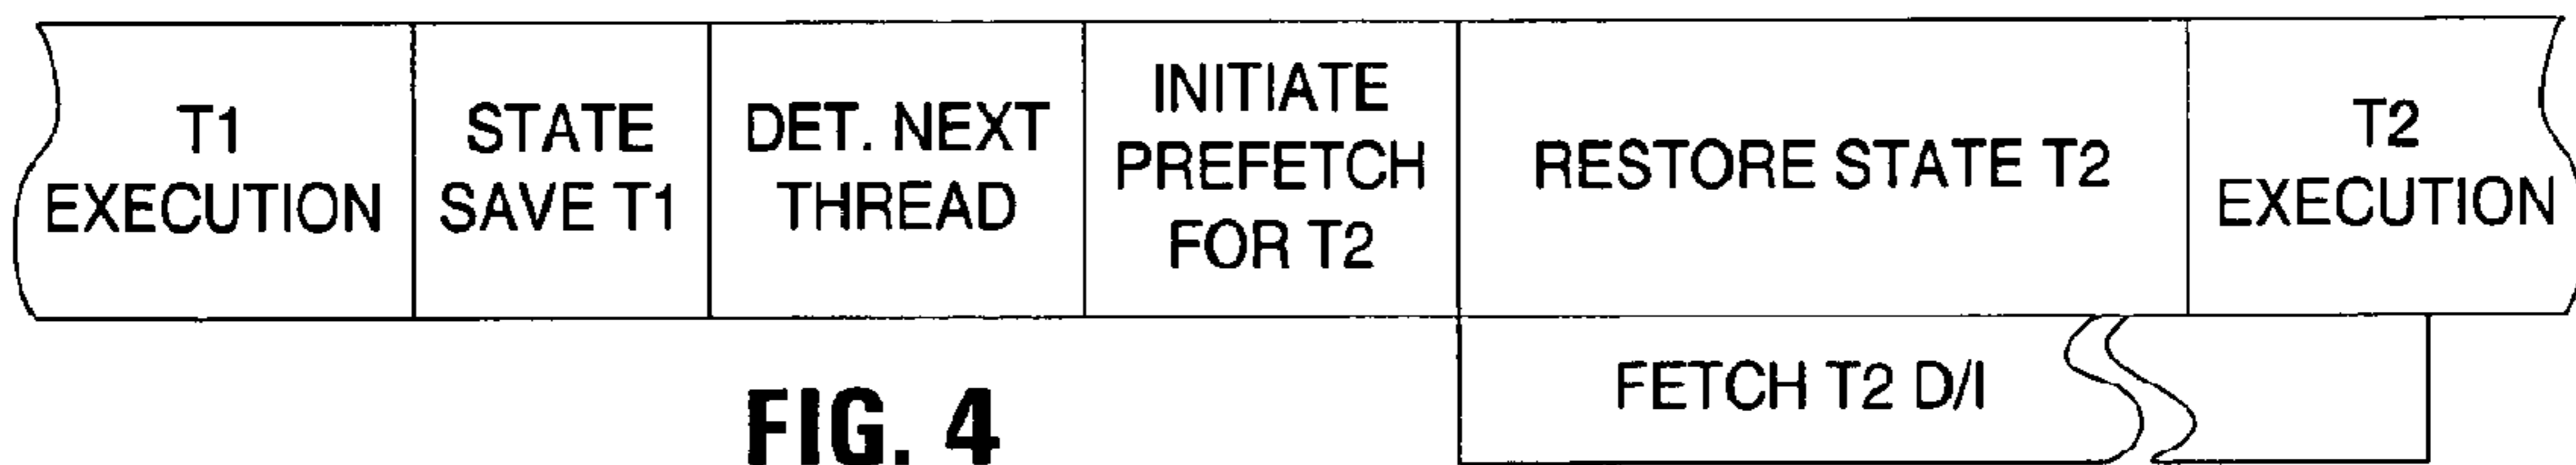 T1
EXECUTION
STATE
SAVE T1
DET. NEXT
THREAD
INITIATE
PREFETCH
FOR T2
RESTORE STATE T2
T2
EXECUTION
FETCH T2 D/I
FIG. 4